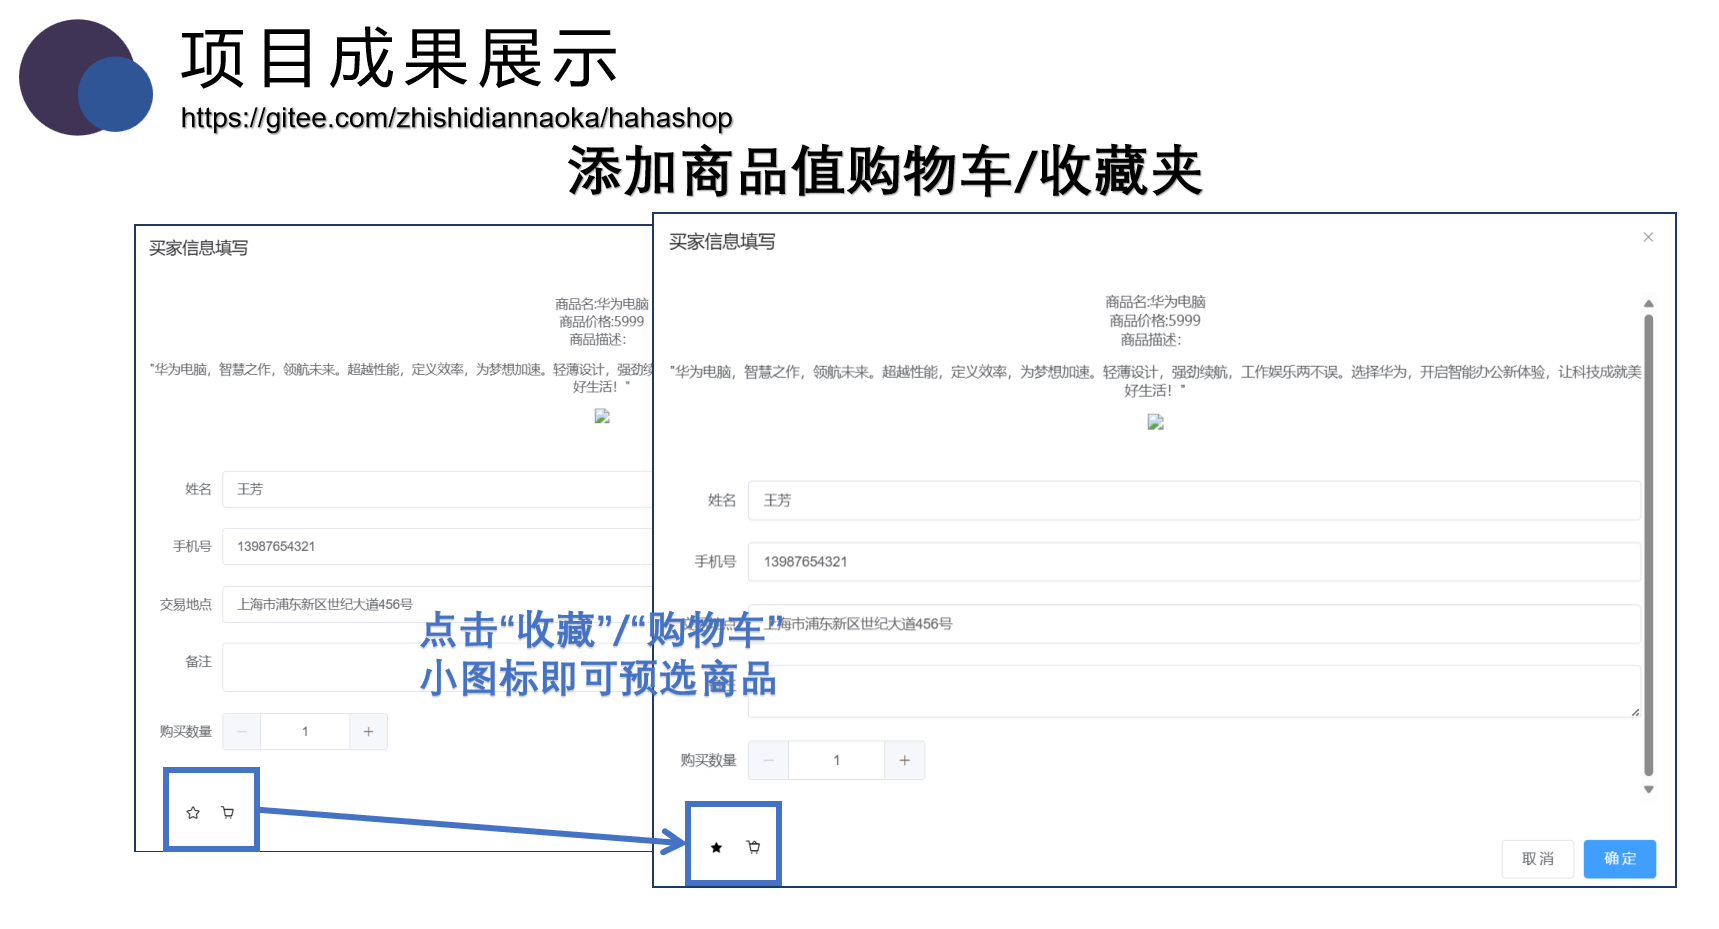 项目成果展示
https://gitee.com/zhishidiannaoka/hahashop
添加商品值购物车/收藏夹
买家信息填写
商品名:华为电脑
商品价格:5999
商品描述:
"华为电脑，智慧之作，领航未来。超越性能，定义效率，为梦想加速。轻薄设计，强劲续
好生活！"
姓名
王芳
手机号
13987654321
交易地点
上海市浦东新区世纪大道456号
备注
购买数量
1
买家信息填写
商品名:华为电脑
商品价格:5999
商品描述:
"华为电脑，智慧之作，领航未来。超越性能，定义效率，为梦想加速。轻薄设计，强劲续航，工作娱乐两不误。选择华为，开启智能办公新体验，让科技成就美
好生活！"
姓名
王芳
手机号
13987654321
上海市浦东新区世纪大道456号
购买数量
1
取消
确定
点击“收藏”/“购物车”
小图标即可预选商品